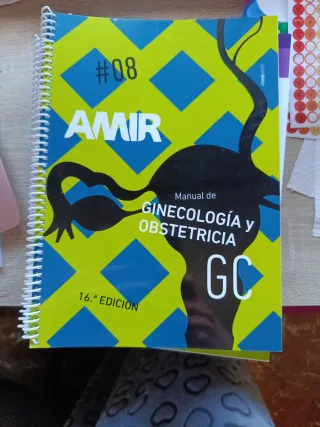 #08
AMIR
Manual de
GINECOLOGÍA y
OBSTETRICIA
GC
16.ª EDICIÓN